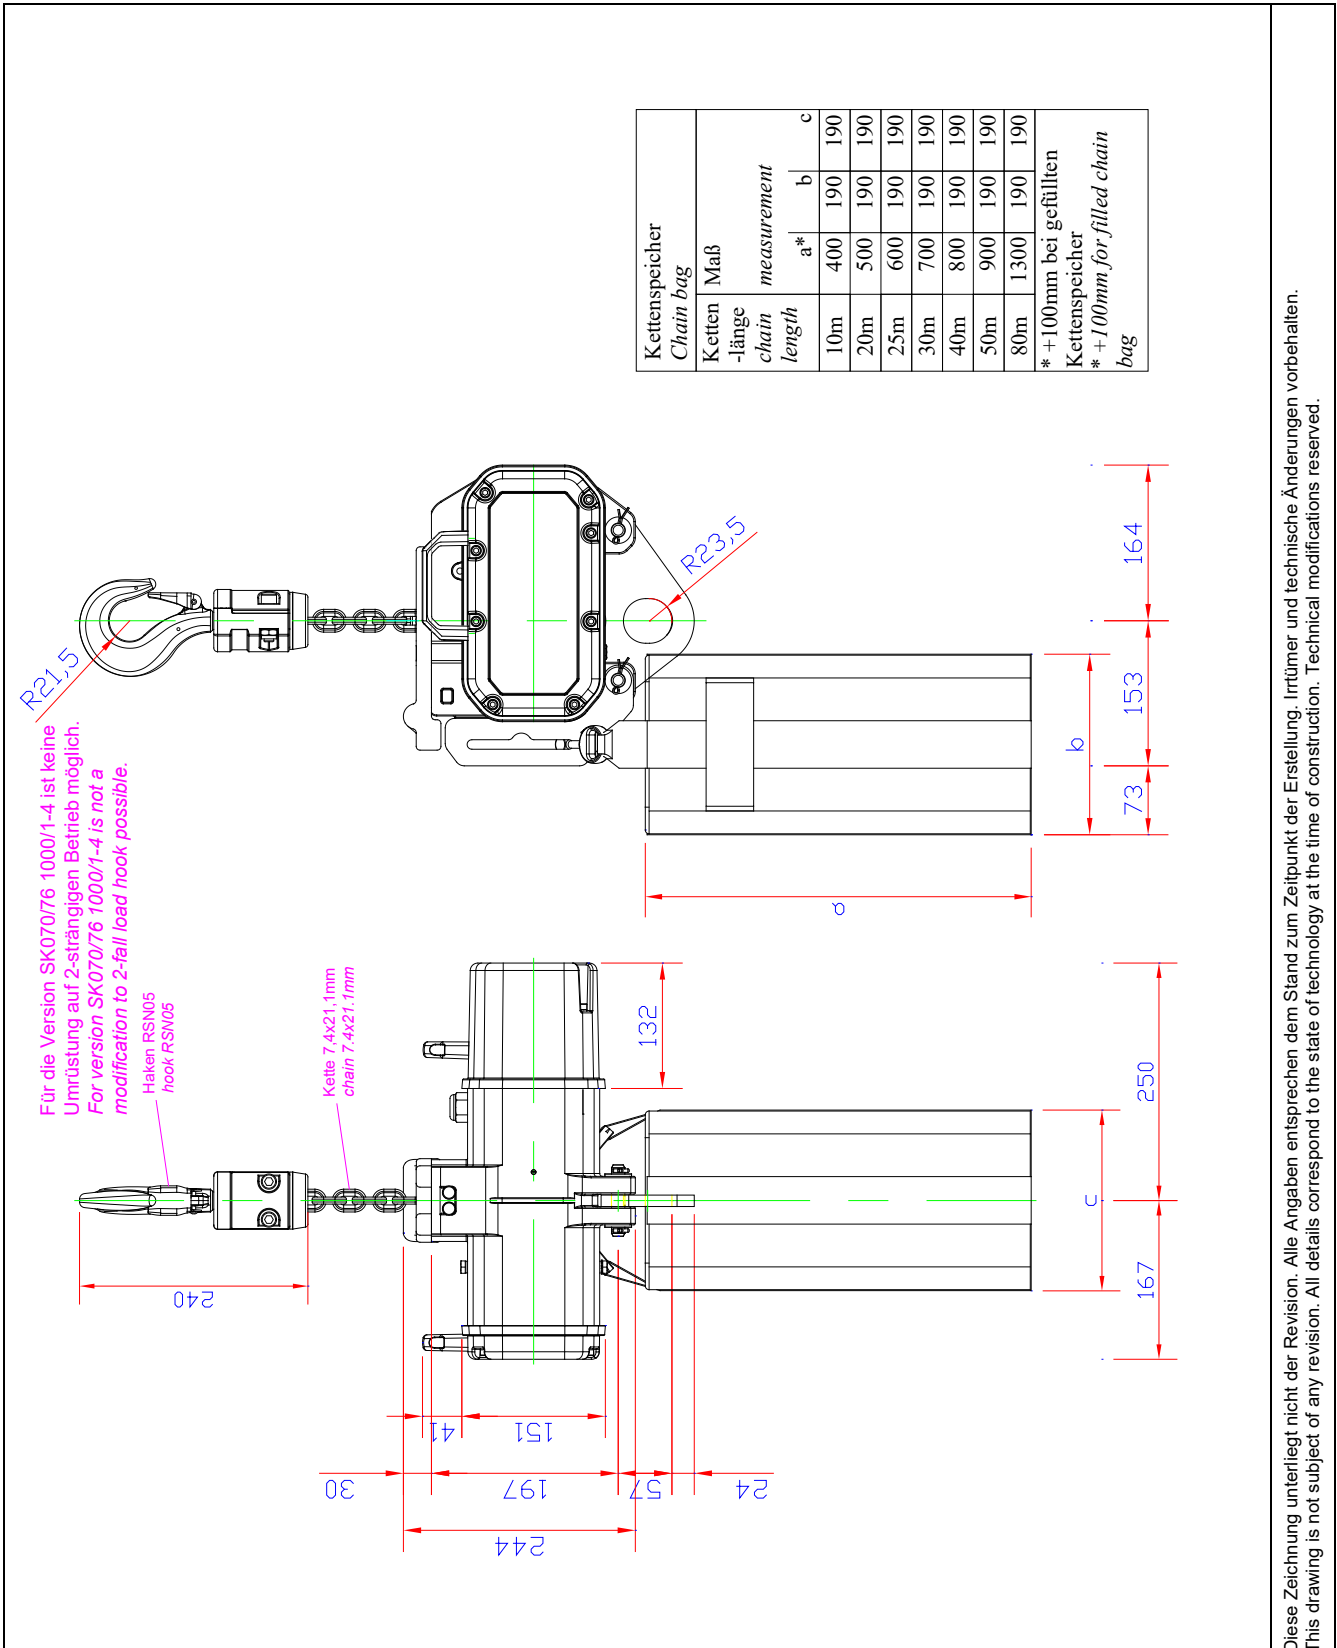 Für die Version SK070/76 1000/1-4 ist keine
Umrüstung auf 2-strängigen Betrieb möglich.
For version SK070/76 1000/1-4 is not a
modification to 2-fall load hook possible.
Haken RSN05
hook RSN05
Kette 7,4x21,1mm
chain 7.4x21.1mm
240
30
41
151
197
57
24
244
132
250
167
c
R21,5
R23,5
164
153
73
b
a
Kettenspeicher
Chain bag
Ketten Maß
-länge
chain measurement
length a* b c
10m 400 190 190
20m 500 190 190
25m 600 190 190
30m 700 190 190
40m 800 190 190
50m 900 190 190
80m 1300 190 190
* +100mm bei gefüllten
Kettenspeicher
* +100mm for filled chain
bag
Diese Zeichnung unterliegt nicht der Revision. Alle Angaben entsprechen dem Stand zum Zeitpunkt der Erstellung. Irrtümer und technische Änderungen vorbehalten.
This drawing is not subject of any revision. All details correspond to the state of technology at the time of construction. Technical modifications reserved.